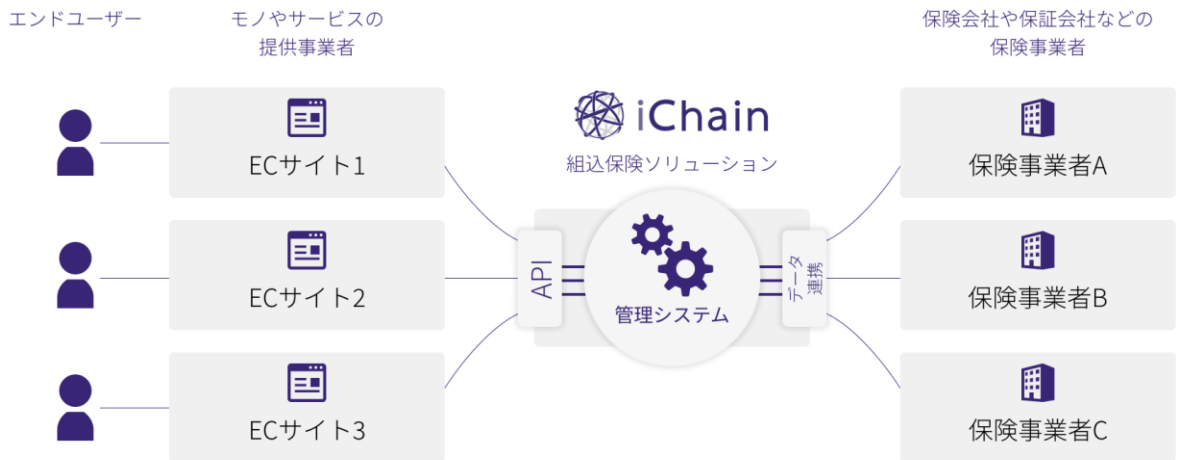 エンドユーザー
モノやサービスの
提供事業者
保険会社や保証会社などの
保険事業者
iChain
組込保険ソリューション
ECサイト1
ECサイト2
ECサイト3
API
管理システム
データ
連携
保険事業者A
保険事業者B
保険事業者C